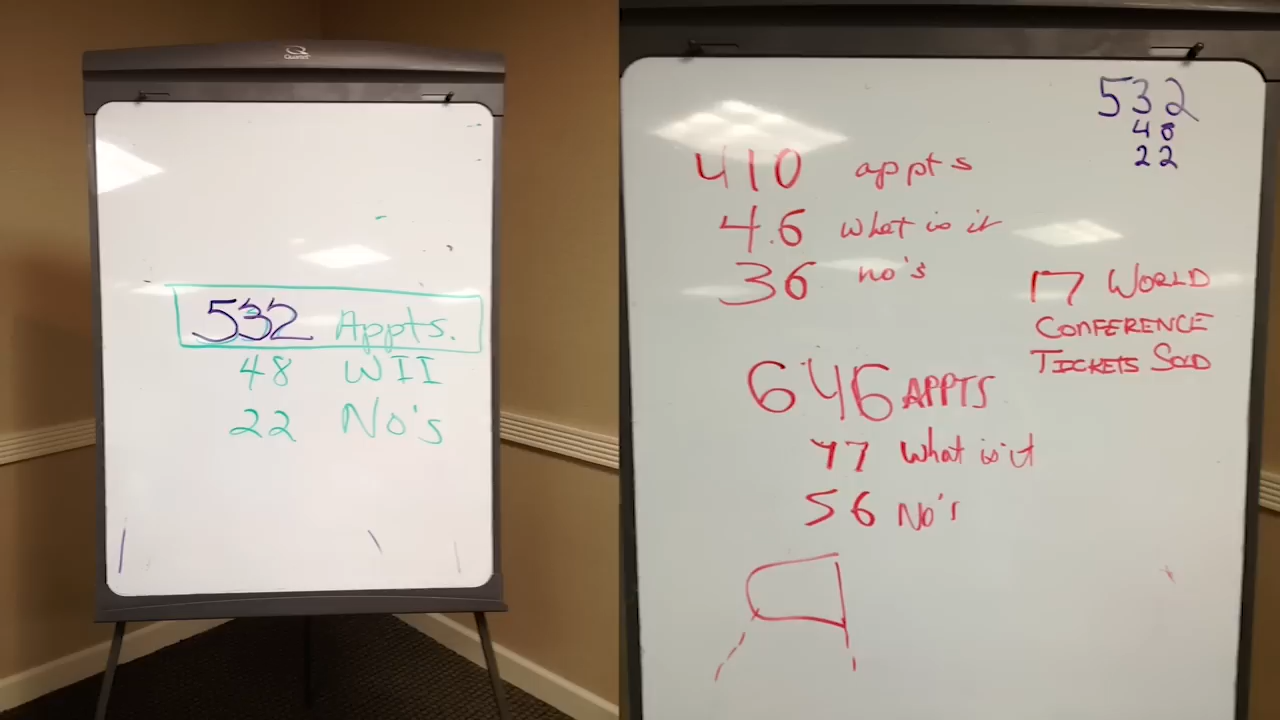 Quartet
532 Appts.
48 WII
22 No's
532
48
22
410 appts
4.6 what is it
36 no's
17 WORLD
CONFERENCE
TICKETS SOLD
646 APPTS
47 What is it
56 No's